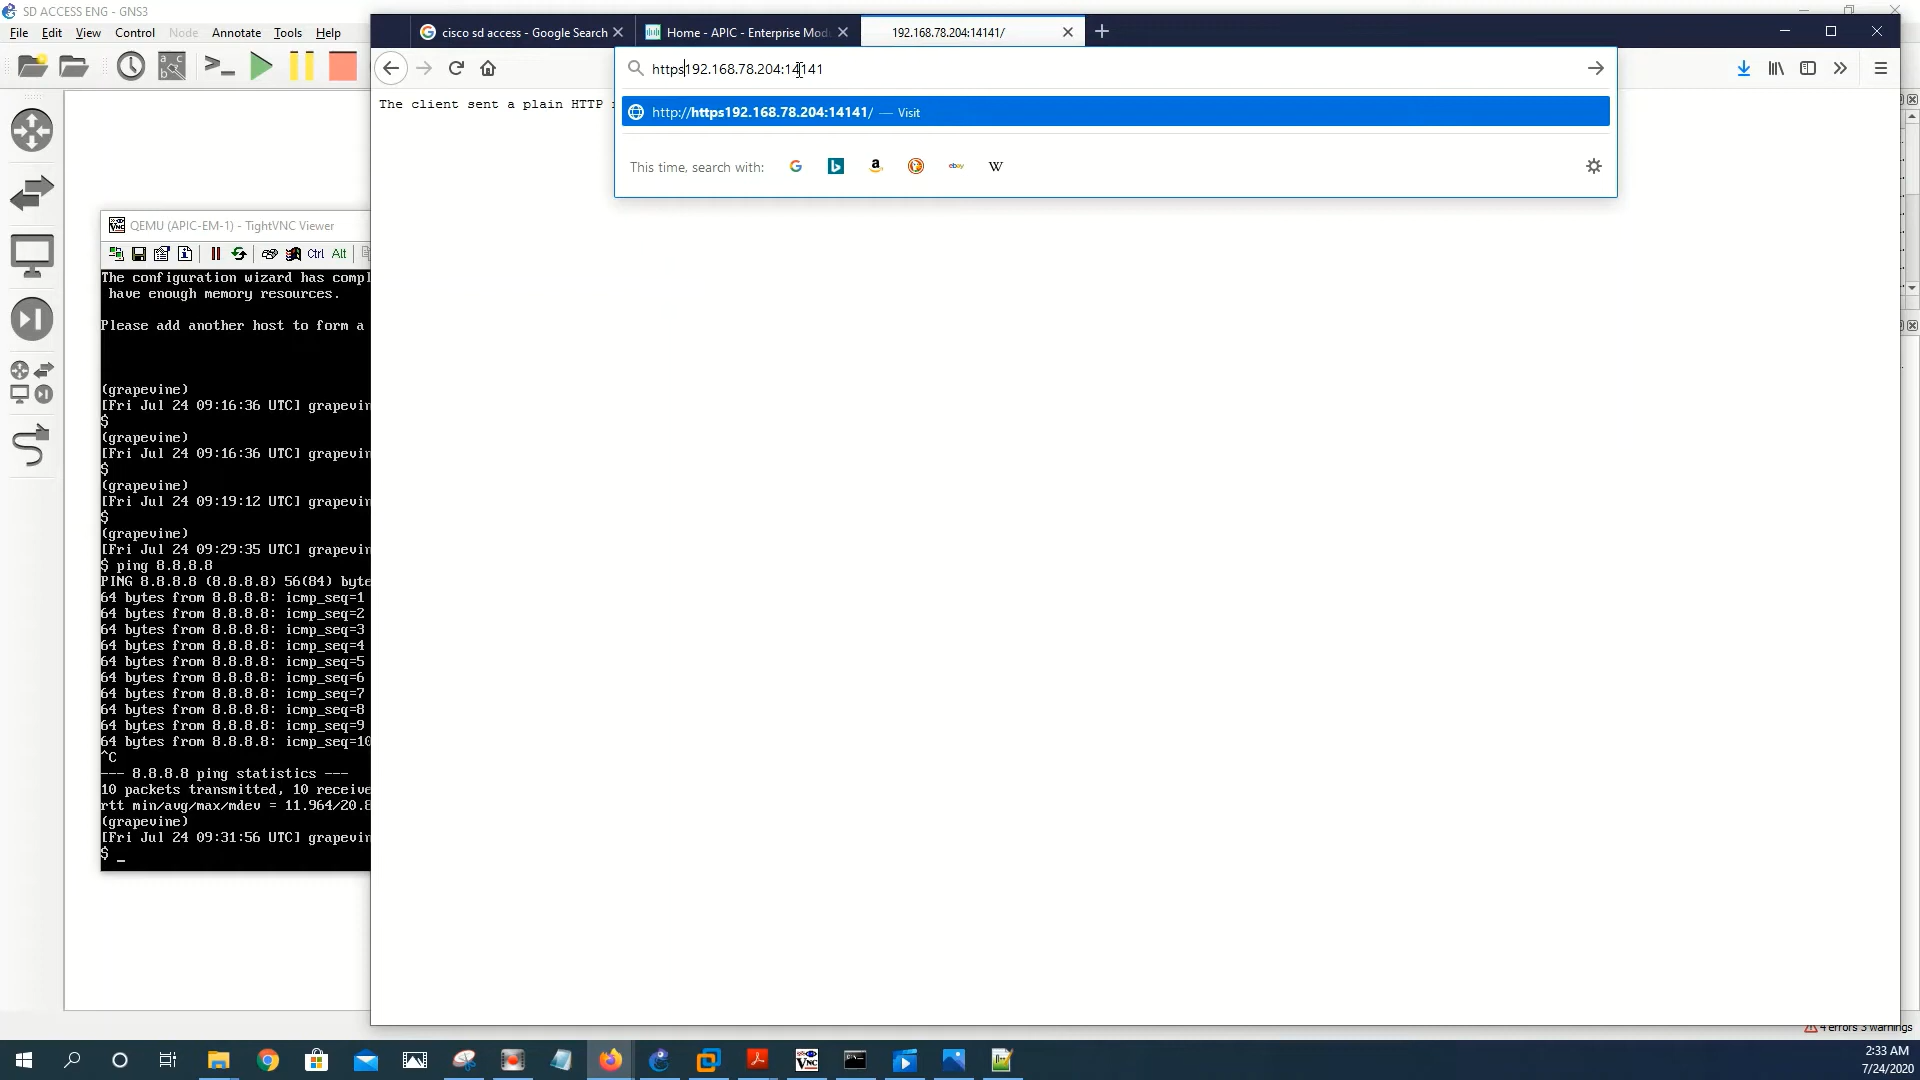 SD ACCESS ENG - GNS3
File Edit View Control Node Annotate Tools Help
cisco sd access - Google Search
Home - APIC - Enterprise Mod
192.168.78.204:14141/
https192.168.78.204:14141
http://https192.168.78.204:14141/ — Visit
This time, search with:
The client sent a plain HTTP
QEMU (APIC-EM-1) - TightVNC Viewer
Ctrl Alt
The configuration wizard has compl
have enough memory resources.
Please add another host to form a
(grapevine)
[Fri Jul 24 09:16:36 UTC] grapevin
$
(grapevine)
[Fri Jul 24 09:16:36 UTC] grapevin
$
(grapevine)
[Fri Jul 24 09:19:12 UTC] grapevin
$
(grapevine)
[Fri Jul 24 09:29:35 UTC] grapevin
$ ping 8.8.8.8
PING 8.8.8.8 (8.8.8.8) 56(84) byte
64 bytes from 8.8.8.8: icmp_seq=1
64 bytes from 8.8.8.8: icmp_seq=2
64 bytes from 8.8.8.8: icmp_seq=3
64 bytes from 8.8.8.8: icmp_seq=4
64 bytes from 8.8.8.8: icmp_seq=5
64 bytes from 8.8.8.8: icmp_seq=6
64 bytes from 8.8.8.8: icmp_seq=7
64 bytes from 8.8.8.8: icmp_seq=8
64 bytes from 8.8.8.8: icmp_seq=9
64 bytes from 8.8.8.8: icmp_seq=10
^C
--- 8.8.8.8 ping statistics ---
10 packets transmitted, 10 receive
rtt min/avg/max/mdev = 11.964/20.8
(grapevine)
[Fri Jul 24 09:31:56 UTC] grapevin
$ _
4 errors 3 warnings
2:33 AM
7/24/2020